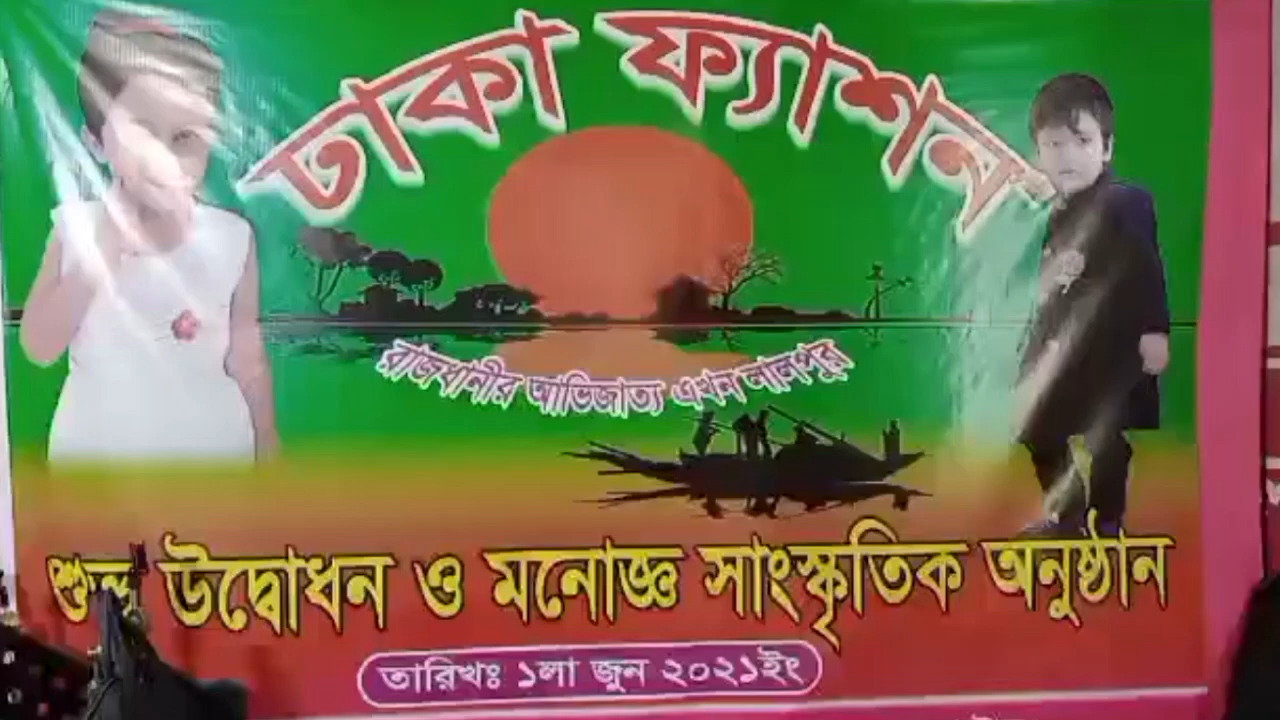 ঢাকা ফ্যাশন
রাজধানীর আভিজাত্য এখন লালপুর
শুভ উদ্বোধন ও মনোজ্ঞ সাংস্কৃতিক অনুষ্ঠান
তারিখঃ ১লা জুন ২০২১ইং